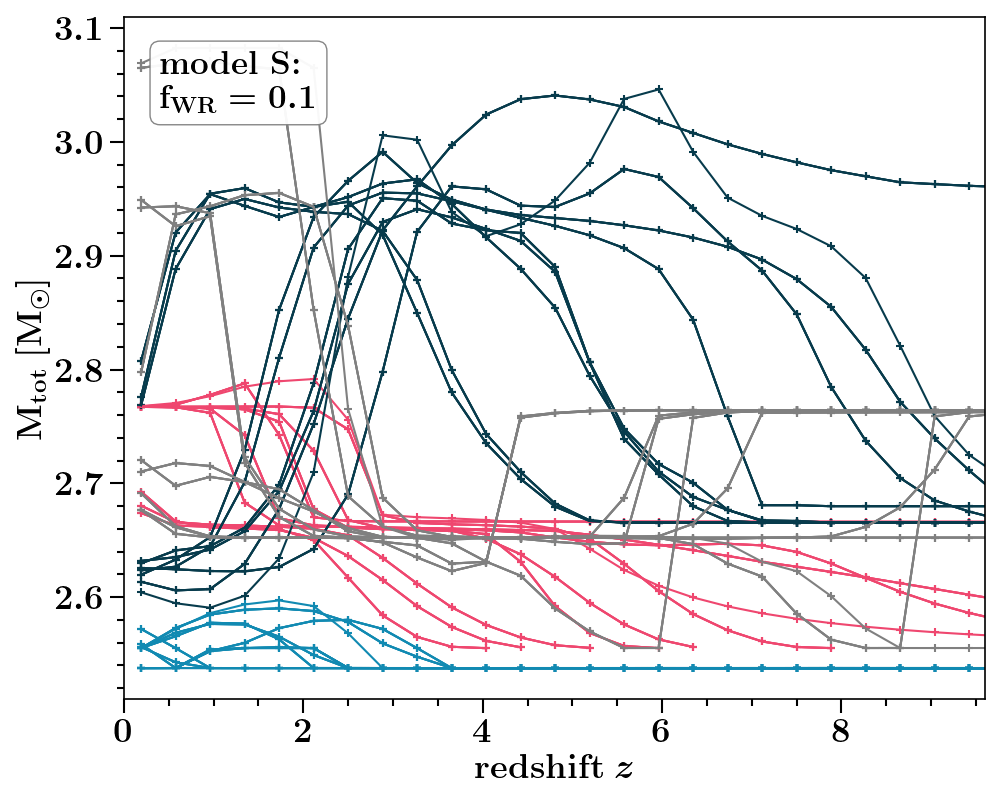 3.1
3.0
2.9
2.8
2.7
2.6
M_tot [M_⊙]
model S:
f_WR = 0.1
0 2 4 6 8
redshift z